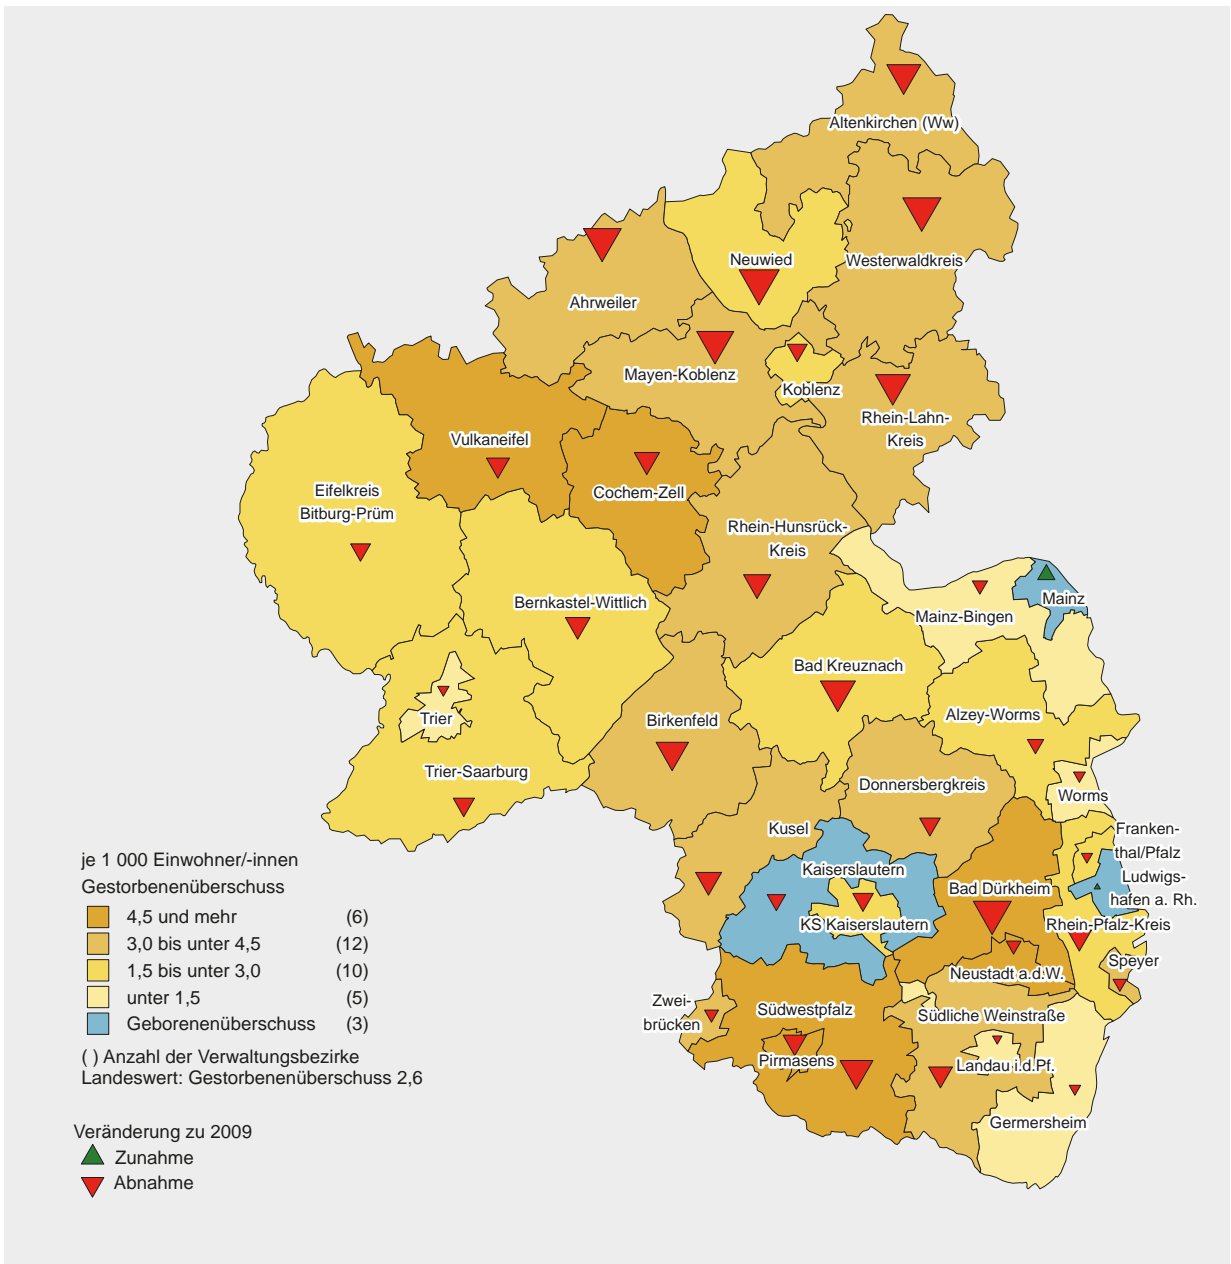 Altenkirchen (Ww)
Neuwied
Westerwaldkreis
Ahrweiler
Mayen-Koblenz
Koblenz
Rhein-Lahn-
Kreis
Vulkaneifel
Cochem-Zell
Eifelkreis
Bitburg-Prüm
Rhein-Hunsrück-
Kreis
Bernkastel-Wittlich
Mainz
Mainz-Bingen
Bad Kreuznach
Trier
Birkenfeld
Alzey-Worms
Trier-Saarburg
Donnersbergkreis
Worms
Kusel
Franken-
thal/Pfalz
Kaiserslautern
Ludwigs-
hafen a. Rh.
Bad Dürkheim
KS Kaiserslautern
Rhein-Pfalz-Kreis
Speyer
Neustadt a.d.W.
Zwei-
brücken
Südwestpfalz
Südliche Weinstraße
Pirmasens
Landau i.d.Pf.
Germersheim
je 1 000 Einwohner/-innen
Gestorbenenüberschuss
4,5 und mehr (6)
3,0 bis unter 4,5 (12)
1,5 bis unter 3,0 (10)
unter 1,5 (5)
Geborenenüberschuss (3)
( ) Anzahl der Verwaltungsbezirke
Landeswert: Gestorbenenüberschuss 2,6
Veränderung zu 2009
Zunahme
Abnahme